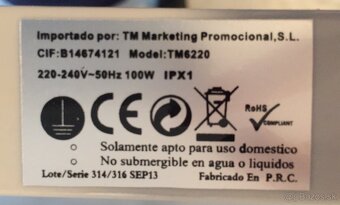 Importado por: TM Marketing Promocional,S.L.
CIF:B14674121 Model:TM6220
220-240V~50Hz 100W IPX1
CE
RoHS
COMPLIANT
Solamente apto para uso domestico
No submergible en agua o liquidos
Lote/Serie 314/316 SEP13 Fabricado En P.R.C.